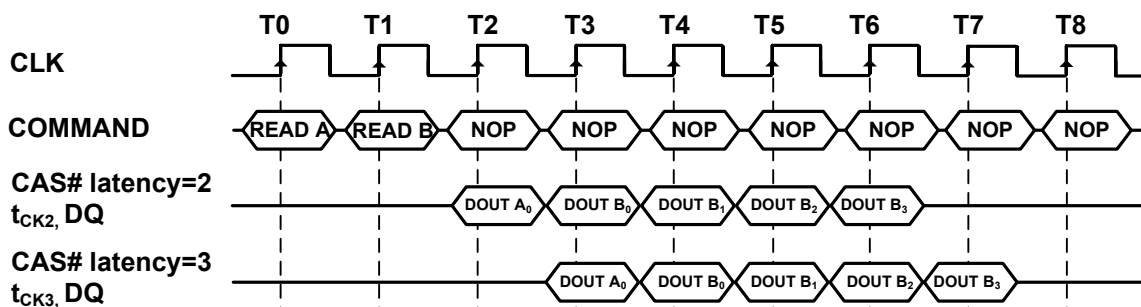 T0 T1 T2 T3 T4 T5 T6 T7 T8
CLK
COMMAND READ A READ B NOP NOP NOP NOP NOP NOP NOP
CAS# latency=2
tCK2, DQ DOUT A0 DOUT B0 DOUT B1 DOUT B2 DOUT B3
CAS# latency=3
tCK3, DQ DOUT A0 DOUT B0 DOUT B1 DOUT B2 DOUT B3